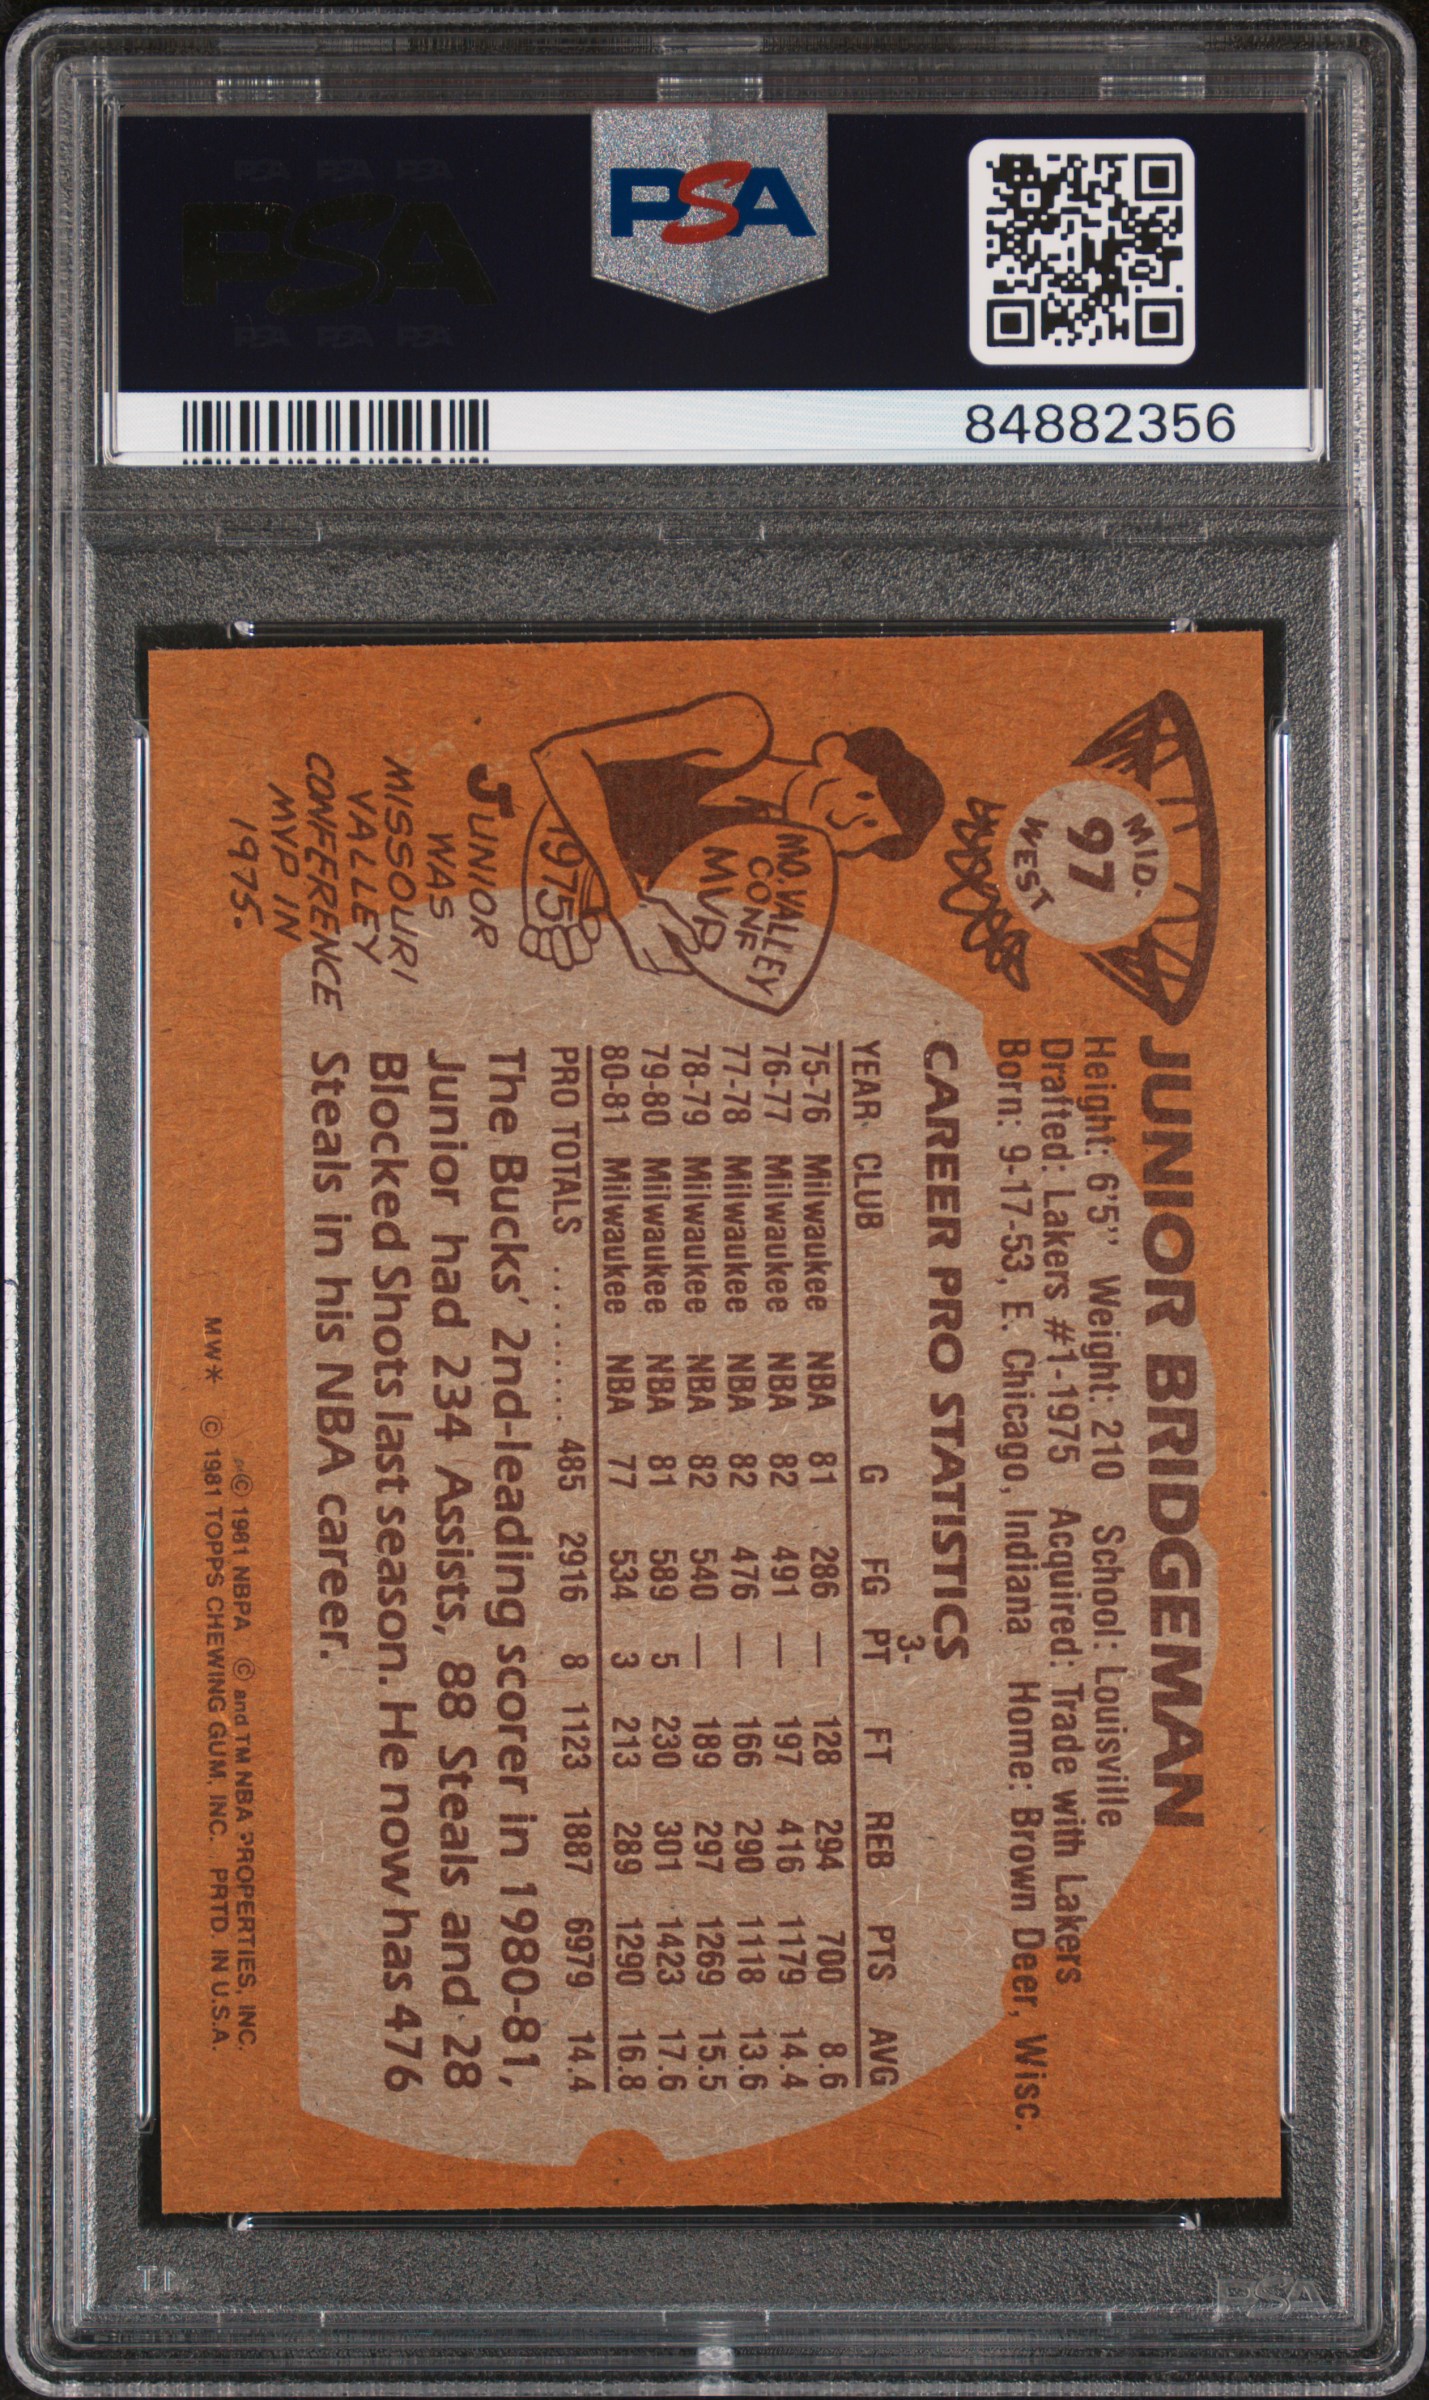 PSA PSA PSA
PSA
PSA PSA PSA
PSA
84882356
MID.
97
WEST
JUNIOR BRIDGEMAN
Height: 6'5" Weight: 210 School: Louisville
Drafted: Lakers #1-1975 Acquired: Trade with Lakers
Born: 9-17-53, E. Chicago, Indiana Home: Brown Deer, Wisc.
CAREER PRO STATISTICS
YEAR CLUB G FG 3-PT FT REB PTS AVG
75-76 Milwaukee NBA 81 286 — 128 294 700 8.6
76-77 Milwaukee NBA 82 491 — 197 416 1179 14.4
77-78 Milwaukee NBA 82 476 — 166 290 1118 13.6
78-79 Milwaukee NBA 82 540 — 189 297 1269 15.5
79-80 Milwaukee NBA 81 589 5 230 301 1423 17.6
80-81 Milwaukee NBA 77 534 3 213 289 1290 16.8
PRO TOTALS ......... 485 2916 8 1123 1887 6979 14.4
The Bucks' 2nd-leading scorer in 1980-81,
Junior had 234 Assists, 88 Steals and 28
Blocked Shots last season. He now has 476
Steals in his NBA career.
MO. VALLEY
CONF
MVP
1975
JUNIOR
WAS
MISSOURI
VALLEY
CONFERENCE
MVP IN
1975.
© 1981 NBPA © and TM NBA PROPERTIES, INC.
MW* © 1981 TOPPS CHEWING GUM, INC. PRTD. IN U.S.A.
PSA